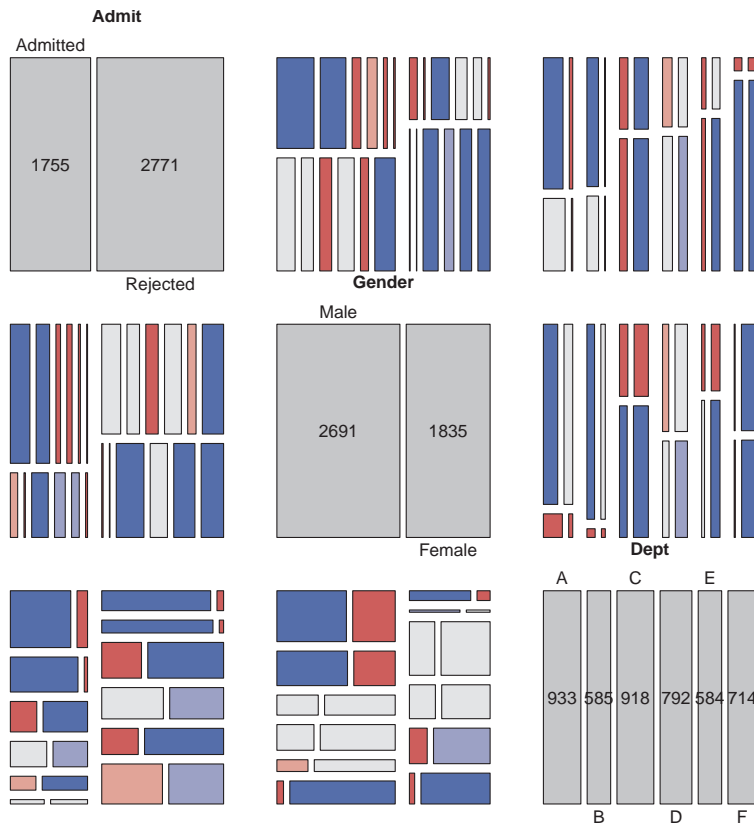 Admit
Admitted
1755 2771
Rejected
Gender
Male
2691 1835
Female
Dept
A C E
933 585 918 792 584 714
B D F